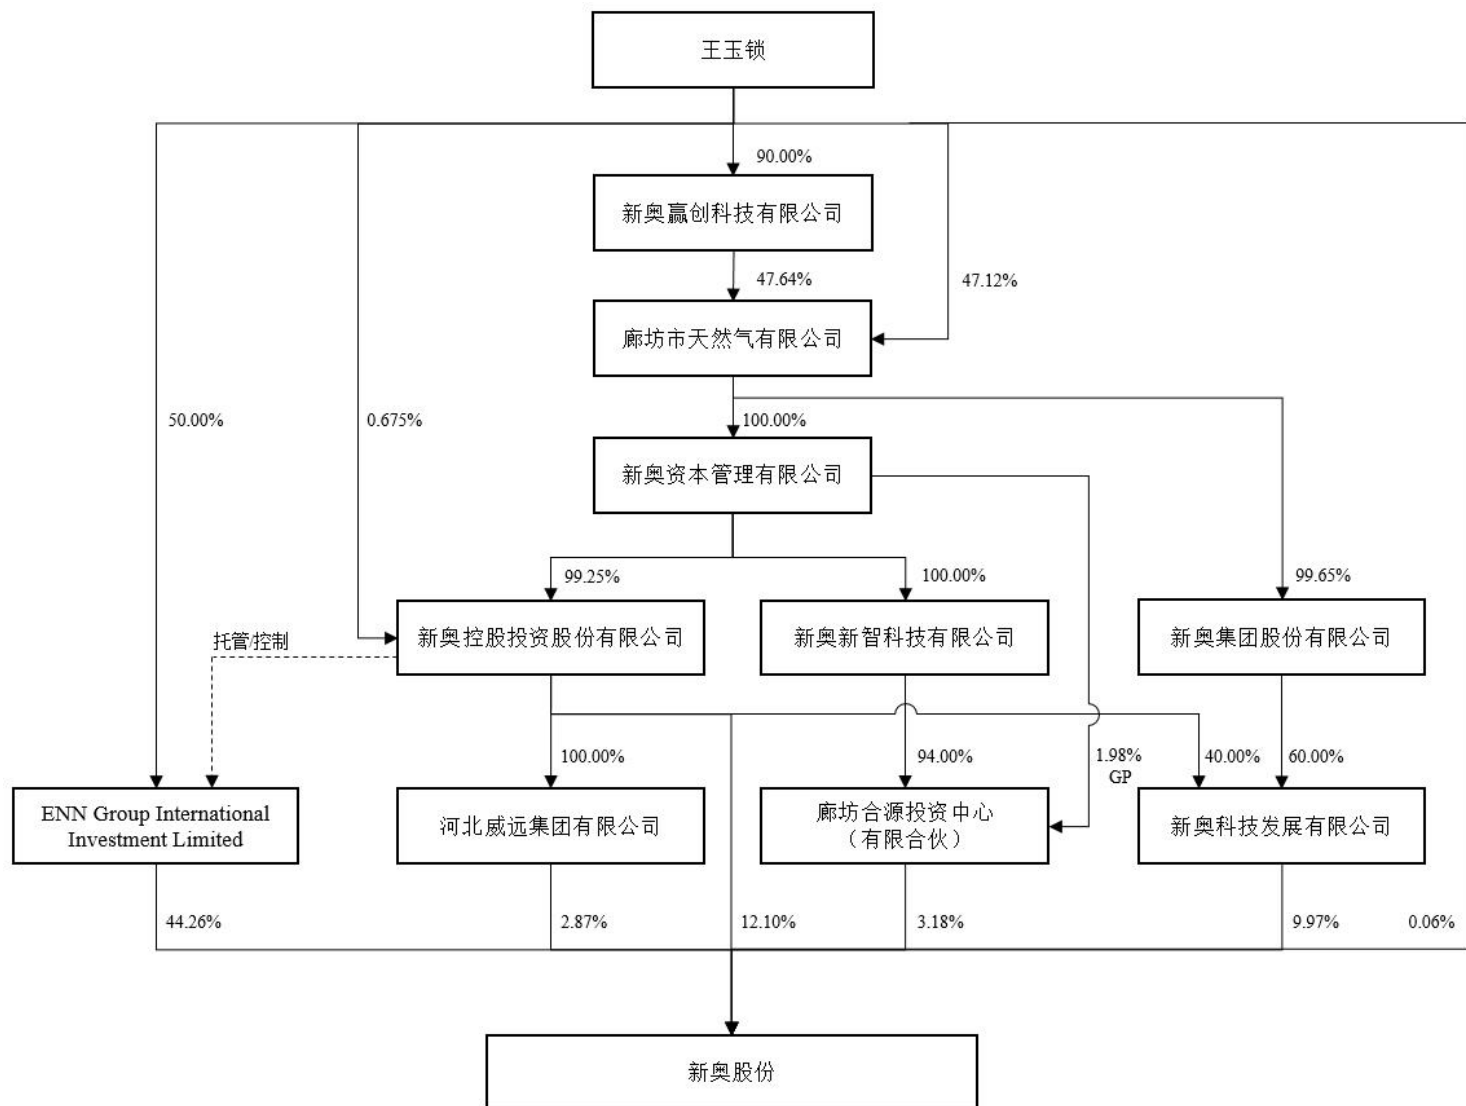 王玉锁
90.00%
新奥赢创科技有限公司
47.64%
47.12%
廊坊市天然气有限公司
50.00%
0.675%
100.00%
新奥资本管理有限公司
99.25%
100.00%
99.65%
托管/控制
新奥控股投资股份有限公司
新奥新智科技有限公司
新奥集团股份有限公司
100.00%
94.00%
1.98%
GP
40.00%
60.00%
ENN Group International
Investment Limited
河北威远集团有限公司
廊坊合源投资中心
（有限合伙）
新奥科技发展有限公司
44.26%
2.87%
12.10%
3.18%
9.97%
0.06%
新奥股份